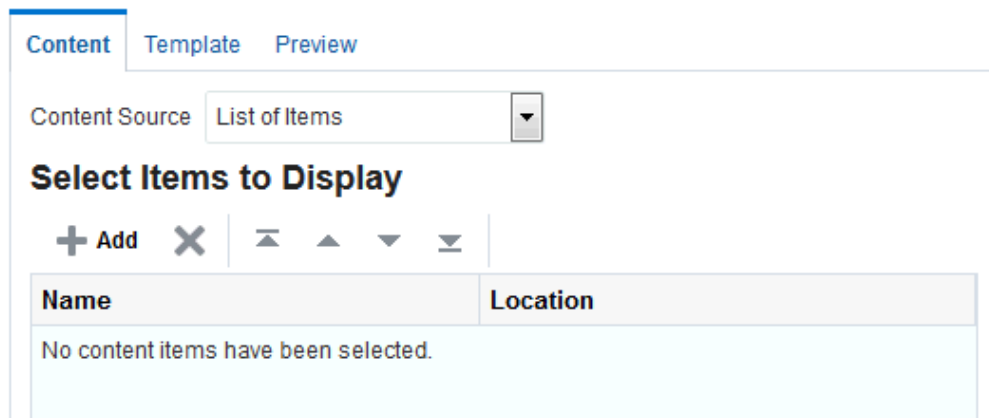 Content Template Preview
Content Source List of Items
Select Items to Display
Add
Name Location
No content items have been selected.